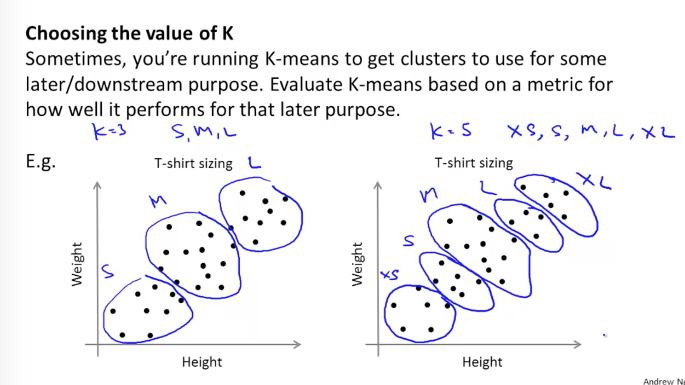 Choosing the value of K
Sometimes, you're running K-means to get clusters to use for some
later/downstream purpose. Evaluate K-means based on a metric for
how well it performs for that later purpose.
K=3 S,M,L
K=5 XS, S, M, L, XL
E.g.
T-shirt sizing L
M
S
Weight
Height
T-shirt sizing
XL
L
M
S
XS
Weight
Height
Andrew N